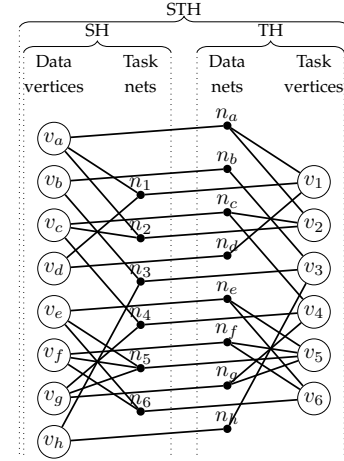 STH
SH TH
Data Task Data Task
vertices nets nets vertices
n_a
v_a
n_b
v_b n_1 v_1
n_c
v_c n_2 v_2
n_d
v_d n_3 v_3
n_e
v_e n_4 v_4
n_f
v_f n_5 v_5
n_g
v_g n_6 v_6
n_h
v_h